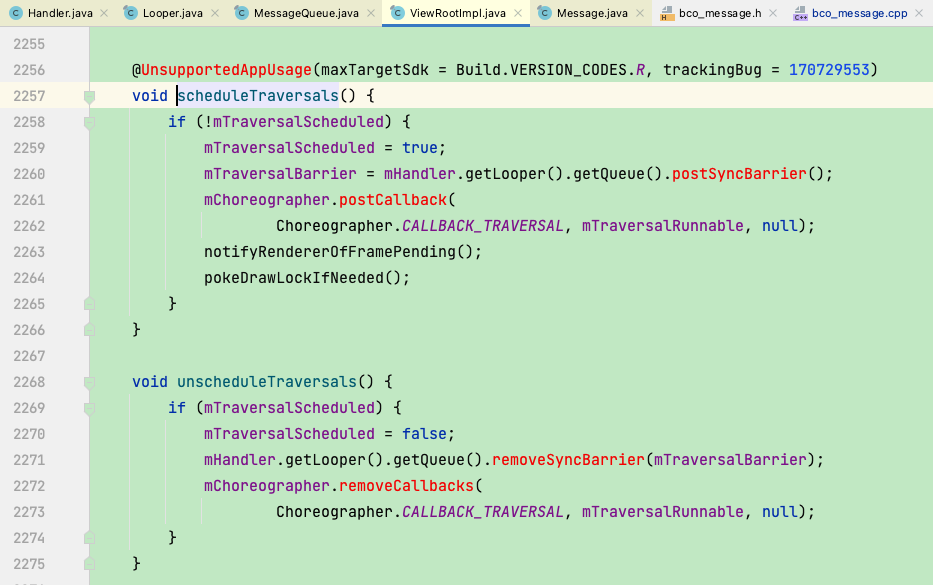 Handler.java Looper.java MessageQueue.java ViewRootImpl.java Message.java bco_message.h bco_message.cpp
2255
2256 @UnsupportedAppUsage(maxTargetSdk = Build.VERSION_CODES.R, trackingBug = 170729553)
2257 void scheduleTraversals() {
2258 if (!mTraversalScheduled) {
2259 mTraversalScheduled = true;
2260 mTraversalBarrier = mHandler.getLooper().getQueue().postSyncBarrier();
2261 mChoreographer.postCallback(
2262 Choreographer.CALLBACK_TRAVERSAL, mTraversalRunnable, null);
2263 notifyRendererOfFramePending();
2264 pokeDrawLockIfNeeded();
2265 }
2266 }
2267
2268 void unscheduleTraversals() {
2269 if (mTraversalScheduled) {
2270 mTraversalScheduled = false;
2271 mHandler.getLooper().getQueue().removeSyncBarrier(mTraversalBarrier);
2272 mChoreographer.removeCallbacks(
2273 Choreographer.CALLBACK_TRAVERSAL, mTraversalRunnable, null);
2274 }
2275 }